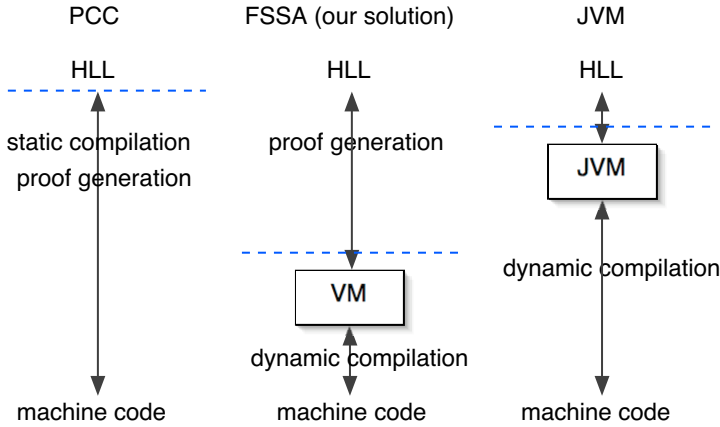 PCC
FSSA (our solution)
JVM
HLL
HLL
HLL
static compilation
proof generation
proof generation
JVM
dynamic compilation
VM
dynamic compilation
machine code
machine code
machine code